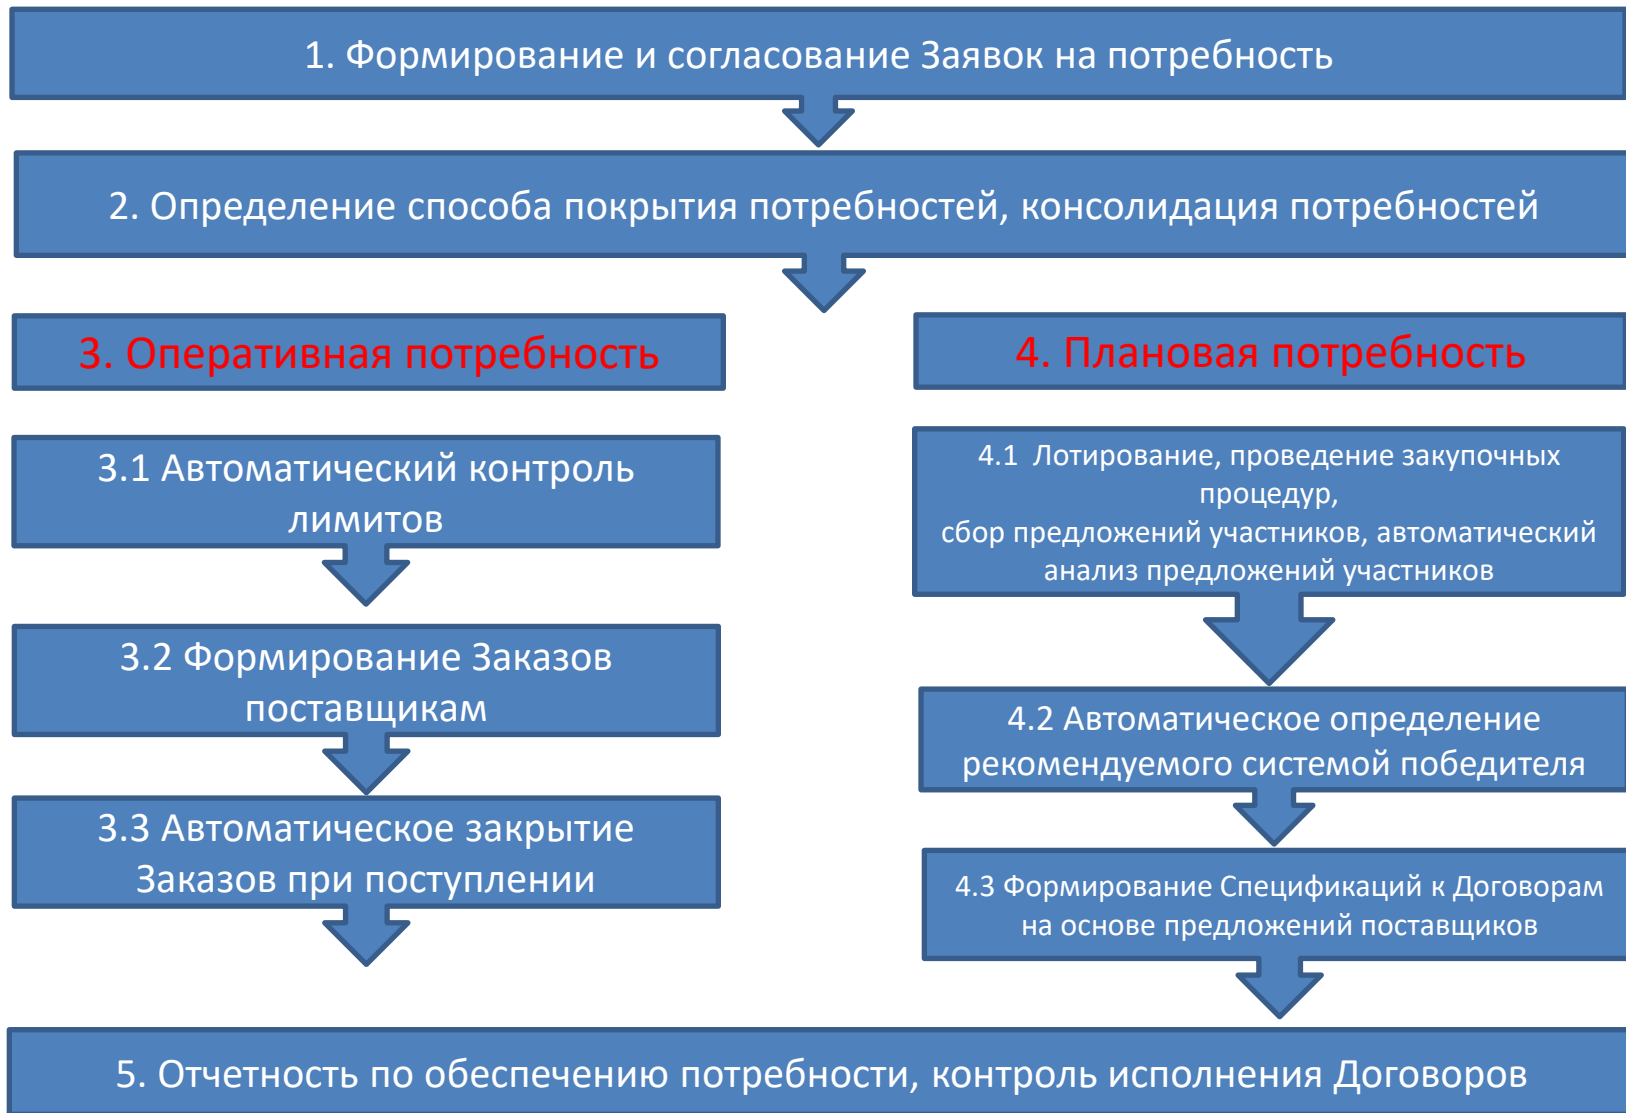 1. Формирование и согласование Заявок на потребность
2. Определение способа покрытия потребностей, консолидация потребностей
3. Оперативная потребность
3.1 Автоматический контроль
лимитов
3.2 Формирование Заказов
поставщикам
3.3 Автоматическое закрытие
Заказов при поступлении
4. Плановая потребность
4.1 Лотирование, проведение закупочных
процедур,
сбор предложений участников, автоматический
анализ предложений участников
4.2 Автоматическое определение
рекомендуемого системой победителя
4.3 Формирование Спецификаций к Договорам
на основе предложений поставщиков
5. Отчетность по обеспечению потребности, контроль исполнения Договоров